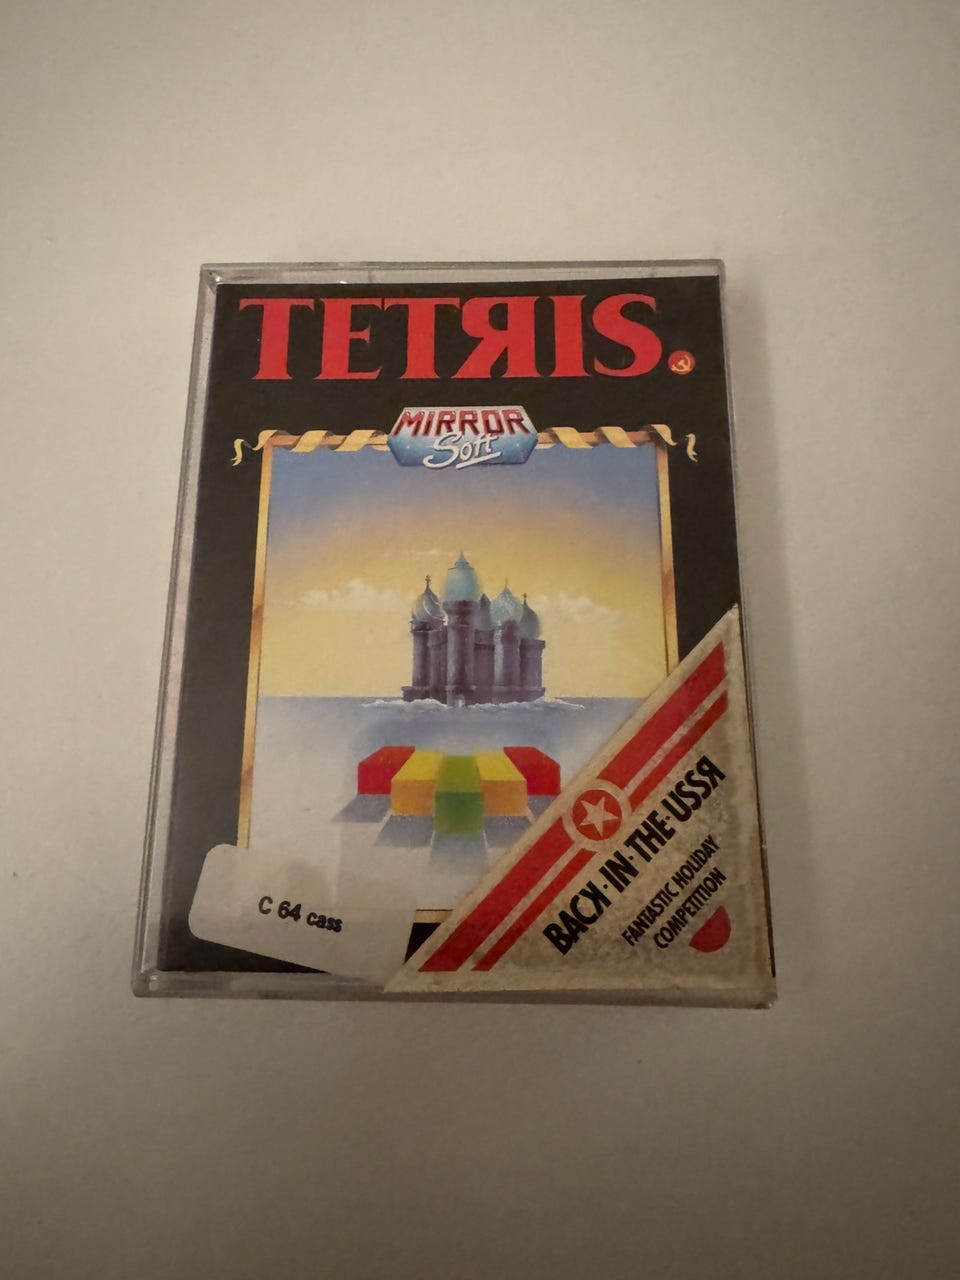 TETЯIS.
MIRROR
Soft
C 64 cass
BACK·IN·THE·USSЯ
FANTASTIC HOLIDAY
COMPETITION